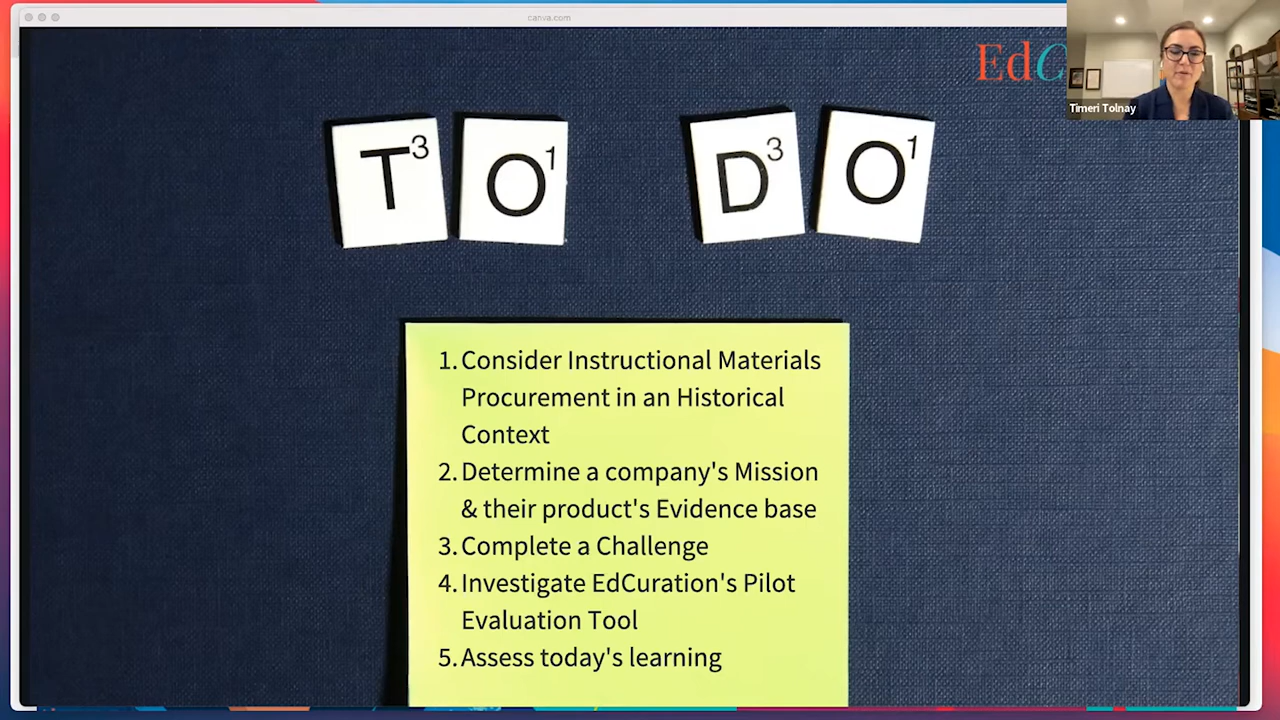 canva.com
EdC
Timeri Tolnay
T3 O1 D3 O1
1. Consider Instructional Materials
Procurement in an Historical
Context
2. Determine a company's Mission
& their product's Evidence base
3. Complete a Challenge
4. Investigate EdCuration's Pilot
Evaluation Tool
5. Assess today's learning